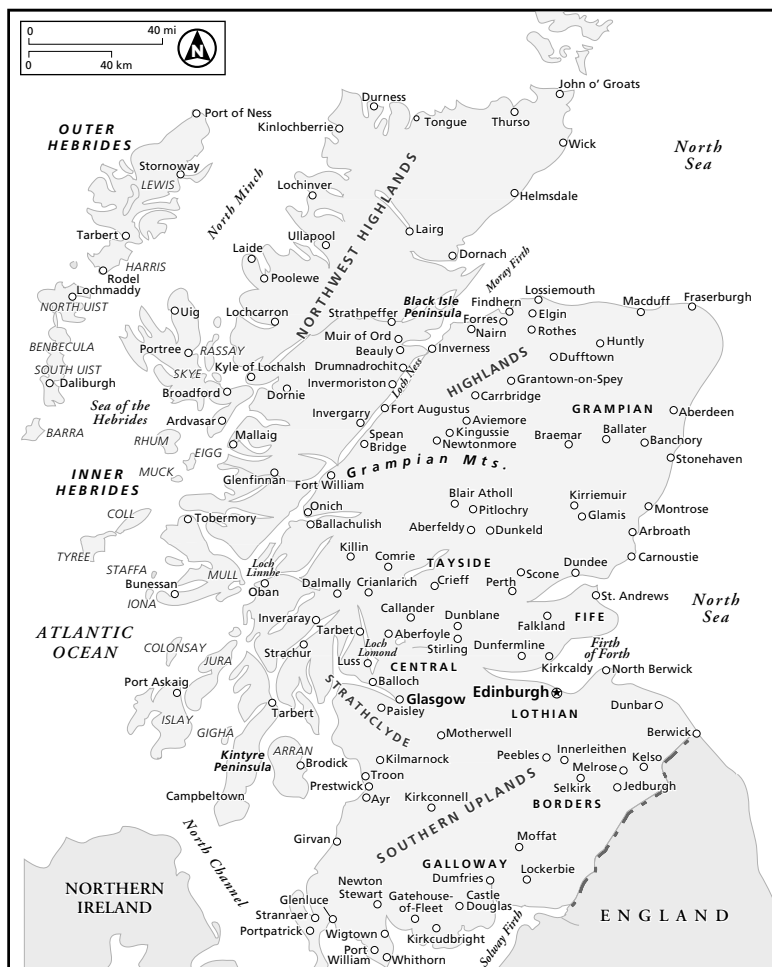 0 40 mi
0 40 km
N
John o' Groats
Durness
Port of Ness
Tongue
Thurso
Kinlochberrie
OUTER
HEBRIDES
Wick
North
Sea
Stornoway
LEWIS
North Minch
Lochinver
NORTHWEST HIGHLANDS
Helmsdale
Tarbert
Ullapool
Lairg
Laide
Dornach
HARRIS
Rodel
Poolewe
Moray Firth
Lochmaddy
NORTH UIST
Lossiemouth
Findhern
Macduff
Fraserburgh
Uig
Lochcarron
Strathpeffer
Black Isle
Peninsula
Forres
Elgin
Nairn
Rothes
BENBECULA
Portree
RASSAY
Muir of Ord
Beauly
Inverness
Huntly
Dufftown
SOUTH UIST
Daliburgh
SKYE
Kyle of Lochalsh
Drumnadrochit
Loch Ness
HIGHLANDS
Broadford
Dornie
Invermoriston
Grantown-on-Spey
Carrbridge
Sea of the
Hebrides
Ardvasar
Invergarry
Fort Augustus
GRAMPIAN
Aberdeen
BARRA
RHUM
Mallaig
Aviemore
Kingussie
Newtonmore
Spean
Bridge
Braemar
Ballater
Banchory
EIGG
Stonehaven
INNER
HEBRIDES
MUCK
Glenfinnan
Fort William
Grampian Mts.
COLL
Tobermory
Onich
Ballachulish
Blair Atholl
Pitlochry
Kirriemuir
Glamis
Montrose
Aberfeldy
Dunkeld
Arbroath
TYREE
STAFFA
Killin
Comrie
TAYSIDE
Dundee
Carnoustie
Bunessan
MULL
Loch
Linnhe
Oban
Dalmally
Crianlarich
Crieff
Perth
Scone
IONA
St. Andrews
North
Sea
Inveraray
Callander
Dunblane
Falkland
FIFE
ATLANTIC
OCEAN
COLONSAY
Tarbet
Aberfoyle
Stirling
Dunfermline
Firth
of Forth
Strachur
Loch
Lomond
Luss
JURA
CENTRAL
Kirkcaldy
North Berwick
Port Askaig
Balloch
STRATHCLYDE
Glasgow
Edinburgh
Paisley
LOTHIAN
Dunbar
ISLAY
GIGHA
Tarbert
Motherwell
Berwick
Kintyre
Peninsula
ARRAN
Brodick
Kilmarnock
Peebles
Innerleithen
Kelso
Melrose
Troon
Prestwick
Selkirk
Jedburgh
Campbeltown
Ayr
Kirkconnell
SOUTHERN UPLANDS
BORDERS
North Channel
Girvan
Moffat
GALLOWAY
Lockerbie
Dumfries
NORTHERN
IRELAND
Newton
Stewart
Gatehouse-
of-Fleet
Castle
Douglas
Glenluce
Stranraer
Portpatrick
Wigtown
Kirkcudbright
Solway Firth
ENGLAND
Port
William
Whithorn